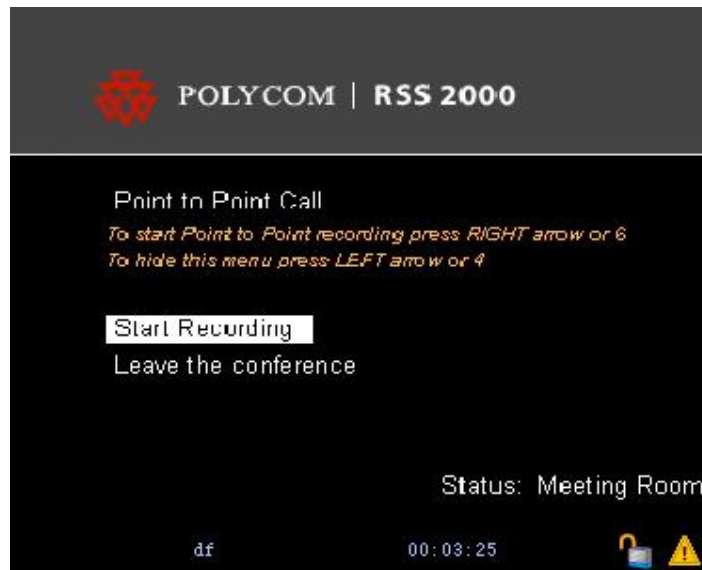 POLYCOM | RSS 2000
Point to Point Call
To start Point to Point recording press RIGHT arrow or 6
To hide this menu press LEFT arrow or 4
Start Recording
Leave the conference
Status: Meeting Room
df 00:03:25